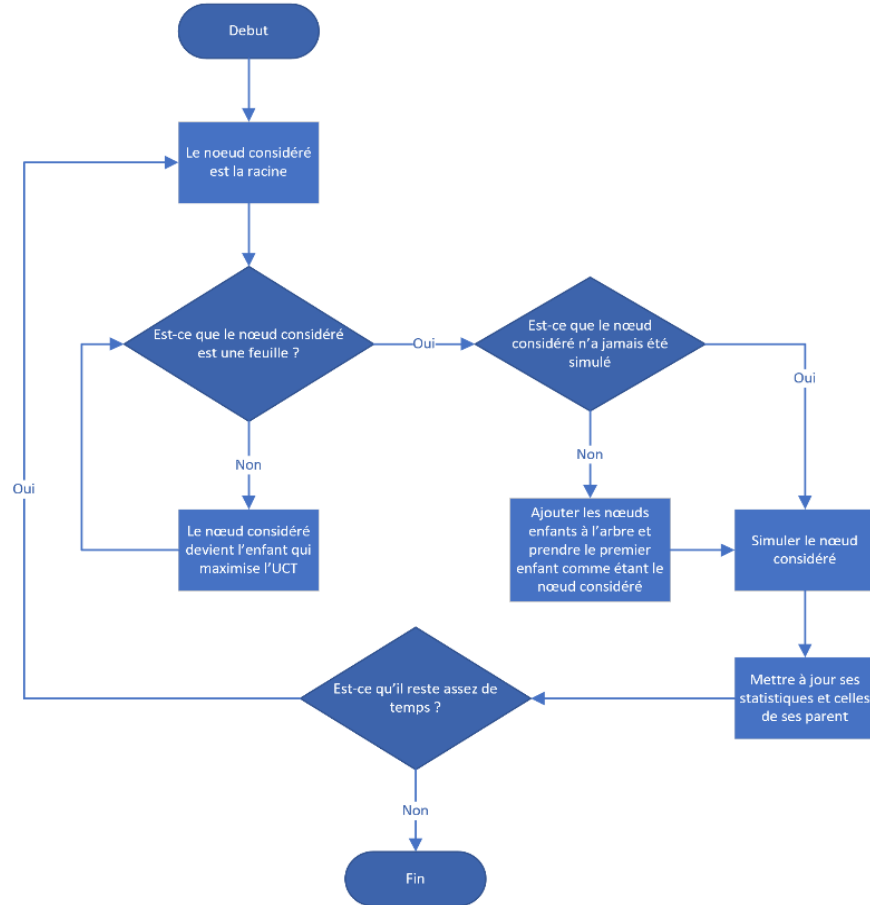 Debut
Le noeud considéré
est la racine
Est-ce que le nœud considéré
est une feuille ?
Oui
Est-ce que le nœud
considéré n'a jamais été
simulé
Oui
Non
Non
Oui
Le nœud considéré
devient l'enfant qui
maximise l'UCT
Ajouter les nœuds
enfants à l'arbre et
prendre le premier
enfant comme étant le
nœud considéré
Simuler le nœud
considéré
Est-ce qu'il reste assez de
temps ?
Mettre à jour ses
statistiques et celles
de ses parent
Non
Fin